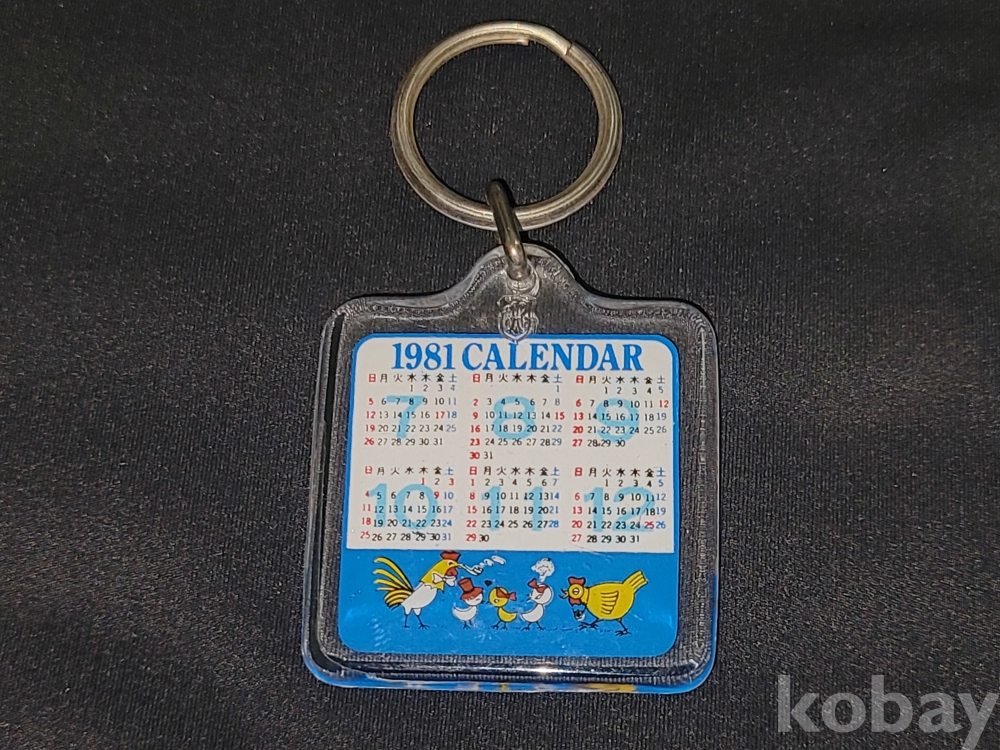 1981 CALENDAR
7
日 月 火 水 木 金 土
1 2 3 4
5 6 7 8 9 10 11
12 13 14 15 16 17 18
19 20 21 22 23 24 25
26 27 28 29 30 31
8
日 月 火 水 木 金 土
1
2 3 4 5 6 7 8
9 10 11 12 13 14 15
16 17 18 19 20 21 22
23 24 25 26 27 28 29
30 31
9
日 月 火 水 木 金 土
1 2 3 4 5
6 7 8 9 10 11 12
13 14 15 16 17 18 19
20 21 22 23 24 25 26
27 28 29 30
10
日 月 火 水 木 金 土
1 2 3
4 5 6 7 8 9 10
11 12 13 14 15 16 17
18 19 20 21 22 23 24
25 26 27 28 29 30 31
11
日 月 火 水 木 金 土
1 2 3 4 5 6 7
8 9 10 11 12 13 14
15 16 17 18 19 20 21
22 23 24 25 26 27 28
29 30
12
日 月 火 水 木 金 土
1 2 3 4 5
6 7 8 9 10 11 12
13 14 15 16 17 18 19
20 21 22 23 24 25 26
27 28 29 30 31
kobay